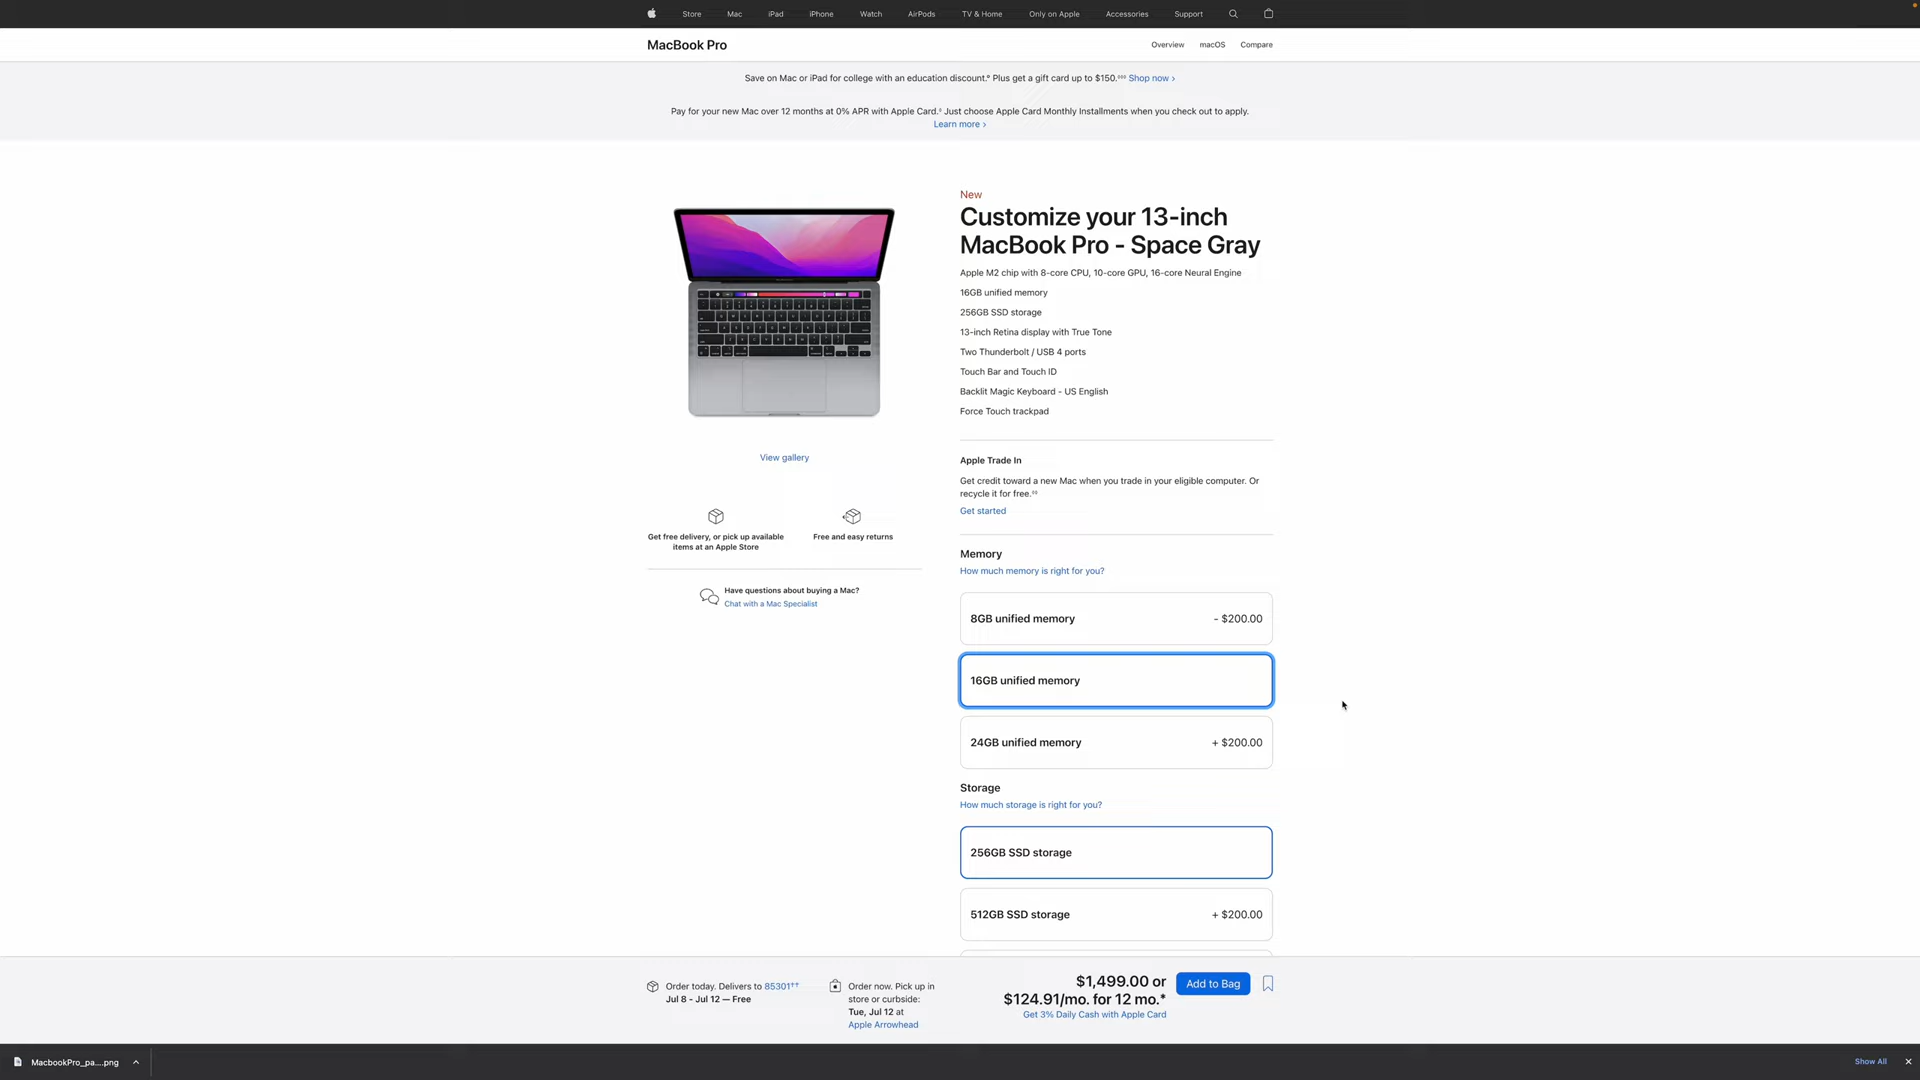 Store Mac iPad iPhone Watch AirPods TV & Home Only on Apple Accessories Support
MacBook Pro
Overview macOS Compare
Save on Mac or iPad for college with an education discount.° Plus get a gift card up to $150.°°° Shop now >
Pay for your new Mac over 12 months at 0% APR with Apple Card.◊ Just choose Apple Card Monthly Installments when you check out to apply.
Learn more >
New
Customize your 13-inch
MacBook Pro - Space Gray
Apple M2 chip with 8-core CPU, 10-core GPU, 16-core Neural Engine
16GB unified memory
256GB SSD storage
13-inch Retina display with True Tone
Two Thunderbolt / USB 4 ports
Touch Bar and Touch ID
Backlit Magic Keyboard - US English
Force Touch trackpad
View gallery
Get free delivery, or pick up available
items at an Apple Store
Free and easy returns
Have questions about buying a Mac?
Chat with a Mac Specialist
Apple Trade In
Get credit toward a new Mac when you trade in your eligible computer. Or
recycle it for free.◊◊
Get started
Memory
How much memory is right for you?
8GB unified memory - $200.00
16GB unified memory
24GB unified memory + $200.00
Storage
How much storage is right for you?
256GB SSD storage
512GB SSD storage + $200.00
Order today. Delivers to 85301††
Jul 8 - Jul 12 — Free
Order now. Pick up in
store or curbside:
Tue, Jul 12 at
Apple Arrowhead
$1,499.00 or
$124.91/mo. for 12 mo.*
Get 3% Daily Cash with Apple Card
Add to Bag
MacbookPro_pa....png
Show All